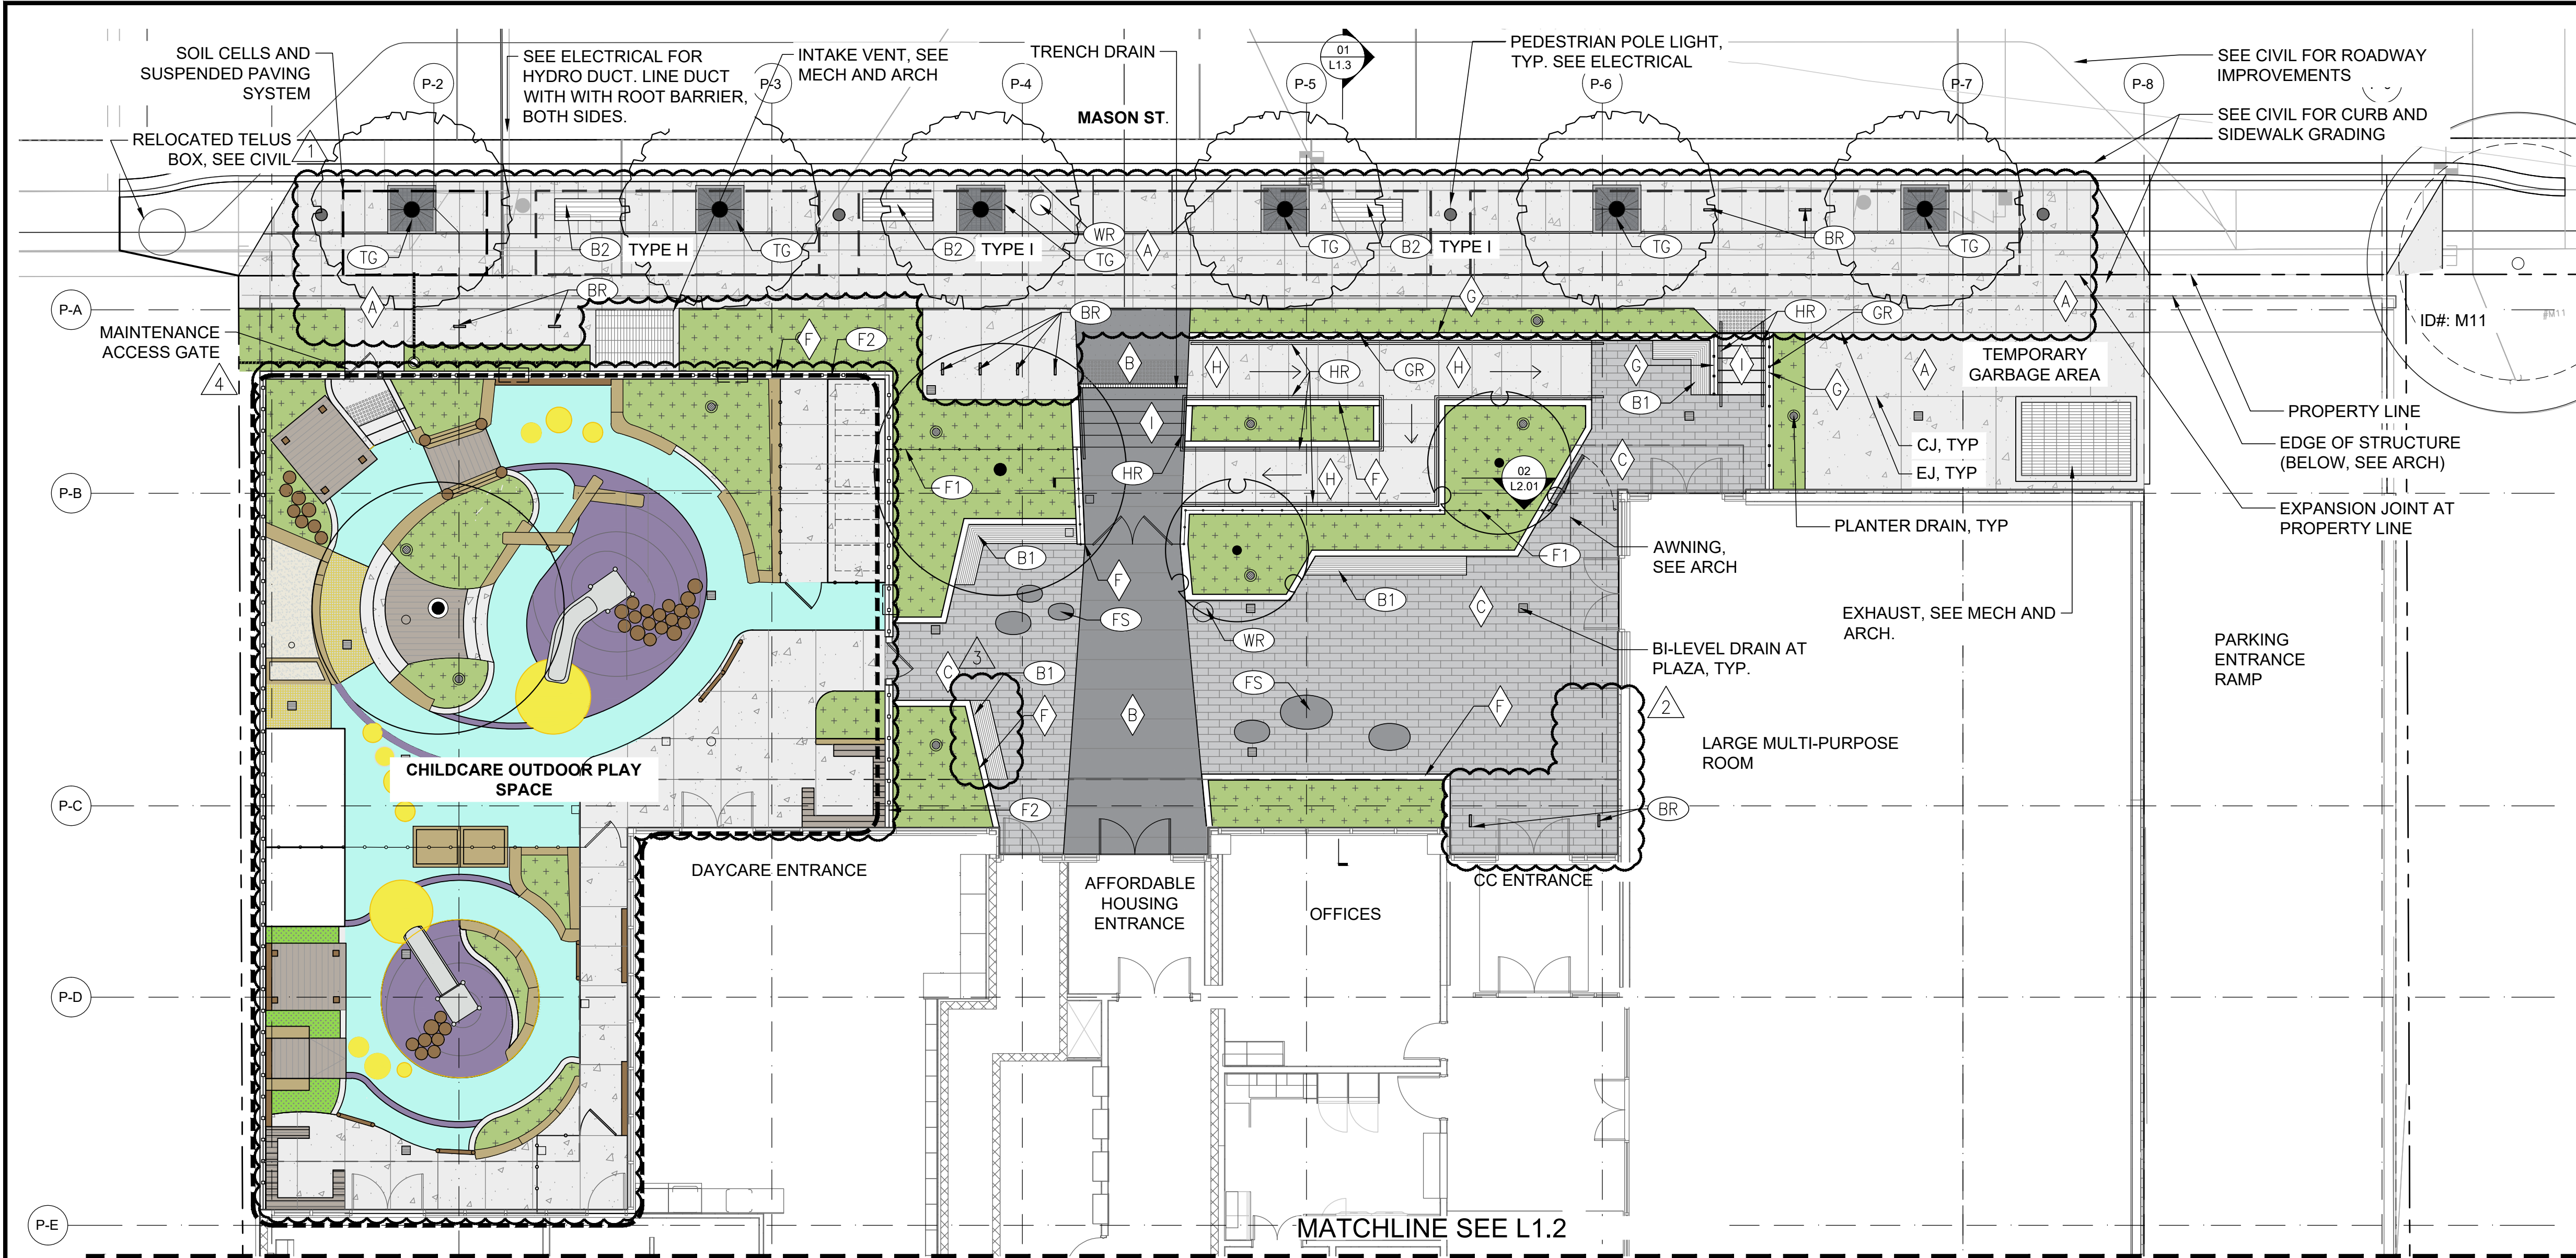 SOIL CELLS AND
SUSPENDED PAVING
SYSTEM
P-2
SEE ELECTRICAL FOR
HYDRO DUCT. LINE DUCT
WITH WITH ROOT BARRIER,
BOTH SIDES.
INTAKE VENT, SEE
MECH AND ARCH
P-3
TRENCH DRAIN
P-4
MASON ST.
01
L1.3
P-5
PEDESTRIAN POLE LIGHT,
TYP. SEE ELECTRICAL
P-6
P-7
P-8
SEE CIVIL FOR ROADWAY
IMPROVEMENTS
SEE CIVIL FOR CURB AND
SIDEWALK GRADING
RELOCATED TELUS
BOX, SEE CIVIL
1
TG
B2
TYPE H
TG
B2
TYPE I
WR
TG
A
TG
B2
TYPE I
TG
BR
TG
P-A
A
BR
G
A
MAINTENANCE
ACCESS GATE
4
F
F2
BR
B
H
HR
GR
H
G
HR
GR
I
G
A
TEMPORARY
GARBAGE AREA
ID#: M11
#M11
B1
I
PROPERTY LINE
CJ, TYP
EJ, TYP
EDGE OF STRUCTURE
(BELOW, SEE ARCH)
P-B
F1
HR
H
F
02
L2.01
C
EXPANSION JOINT AT
PROPERTY LINE
PLANTER DRAIN, TYP
B1
F
F1
AWNING,
SEE ARCH
B1
C
FS
WR
EXHAUST, SEE MECH AND
ARCH.
BI-LEVEL DRAIN AT
PLAZA, TYP.
PARKING
ENTRANCE
RAMP
C
3
B1
FS
F
B
F
2
LARGE MULTI-PURPOSE
ROOM
CHILDCARE OUTDOOR PLAY
SPACE
P-C
F2
BR
DAYCARE ENTRANCE
AFFORDABLE
HOUSING
ENTRANCE
OFFICES
CC ENTRANCE
P-D
P-E
MATCHLINE SEE L1.2